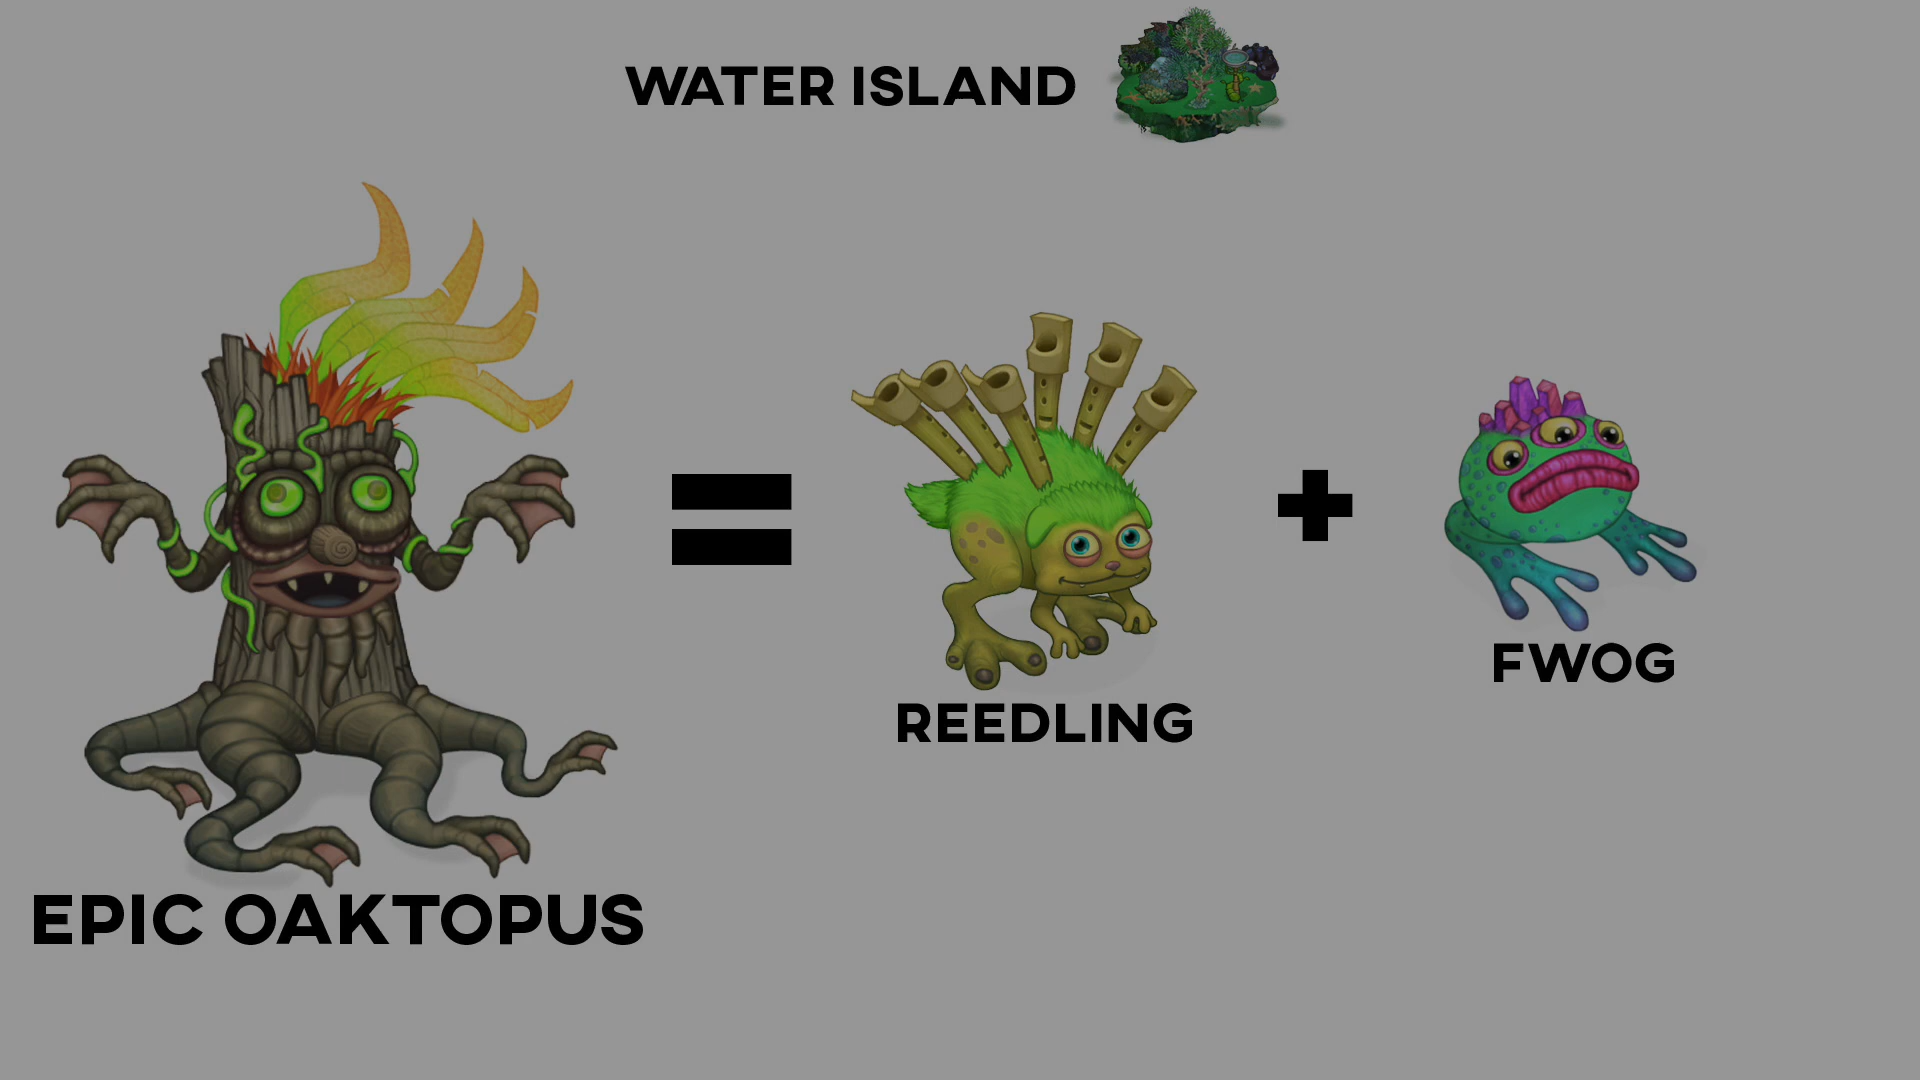 WATER ISLAND
=
+
FWOG
REEDLING
EPIC OAKTOPUS